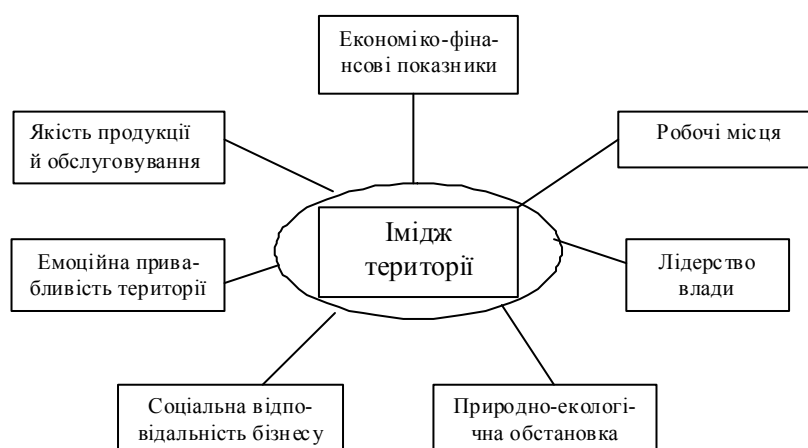 Економіко-фіна-
нсові показники
Якість продукції
й обслуговування
Робочі місця
Імідж
території
Емоційна прива-
бливість території
Лідерство
влади
Соціальна відпо-
відальність бізнесу
Природно-екологі-
чна обстановка